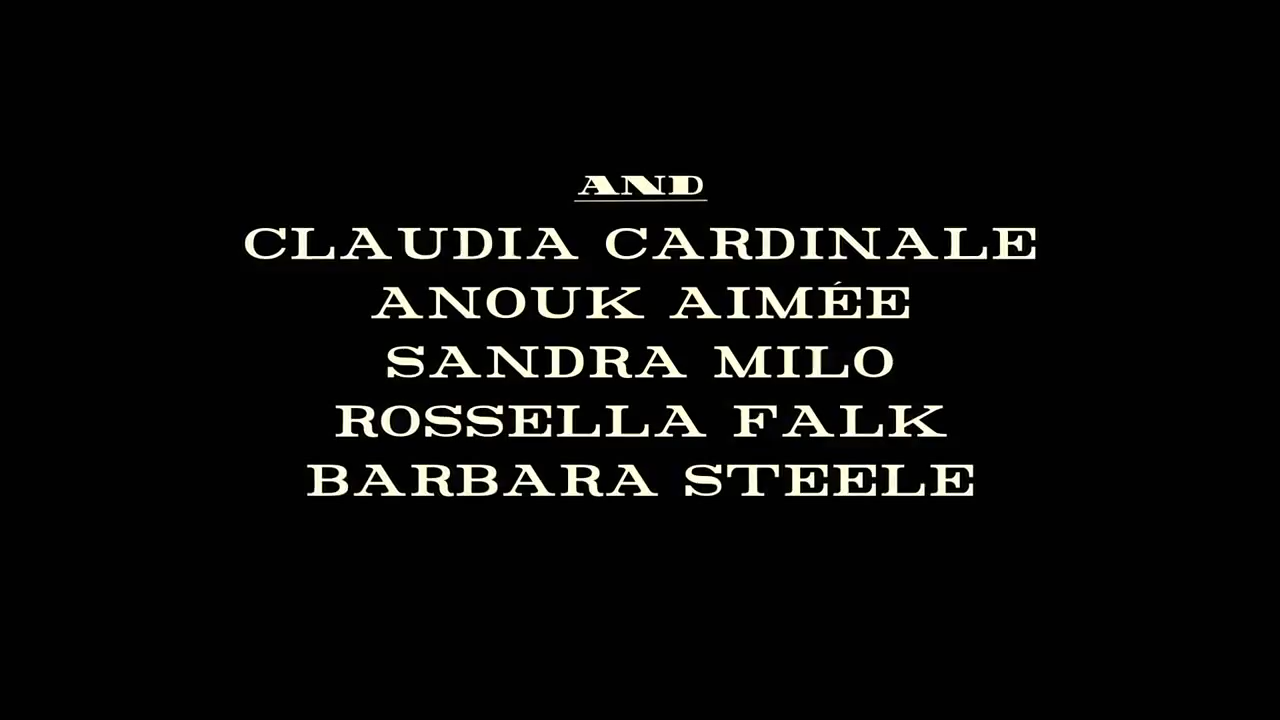 AND
CLAUDIA CARDINALE
ANOUK AIMÉE
SANDRA MILO
ROSSELLA FALK
BARBARA STEELE